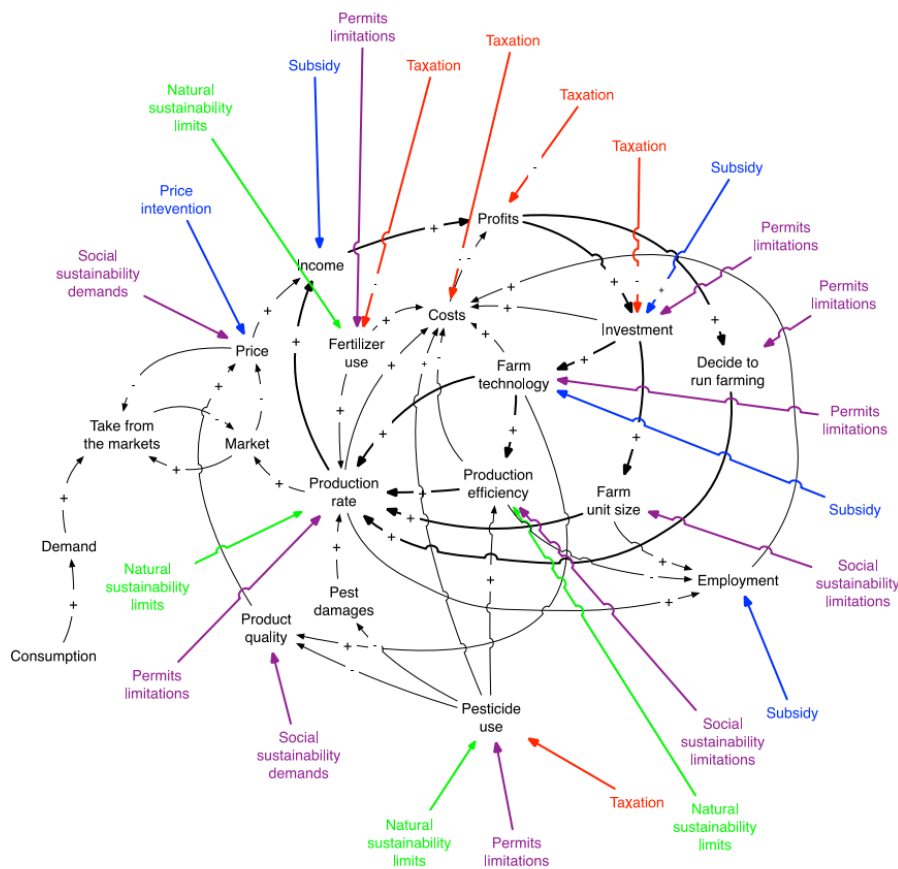 Permits
limitations
Taxation
Subsidy
Taxation
Natural
sustainability
limits
Taxation
Taxation
Subsidy
Price
intevention
Profits
Permits
limitations
Social
sustainability
demands
Income
Permits
limitations
Costs
Investment
Price
Fertilizer
use
Farm
technology
Decide to
run farming
Permits
limitations
Take from
the markets
Market
Production
rate
Production
efficiency
Farm
unit size
Subsidy
Demand
Natural
sustainability
limits
Pest
damages
Employment
Social
sustainability
limitations
Product
quality
Consumption
Permits
limitations
Pesticide
use
Subsidy
Social
sustainability
demands
Social
sustainability
limitations
Taxation
Natural
sustainability
limits
Permits
limitations
Natural
sustainability
limits